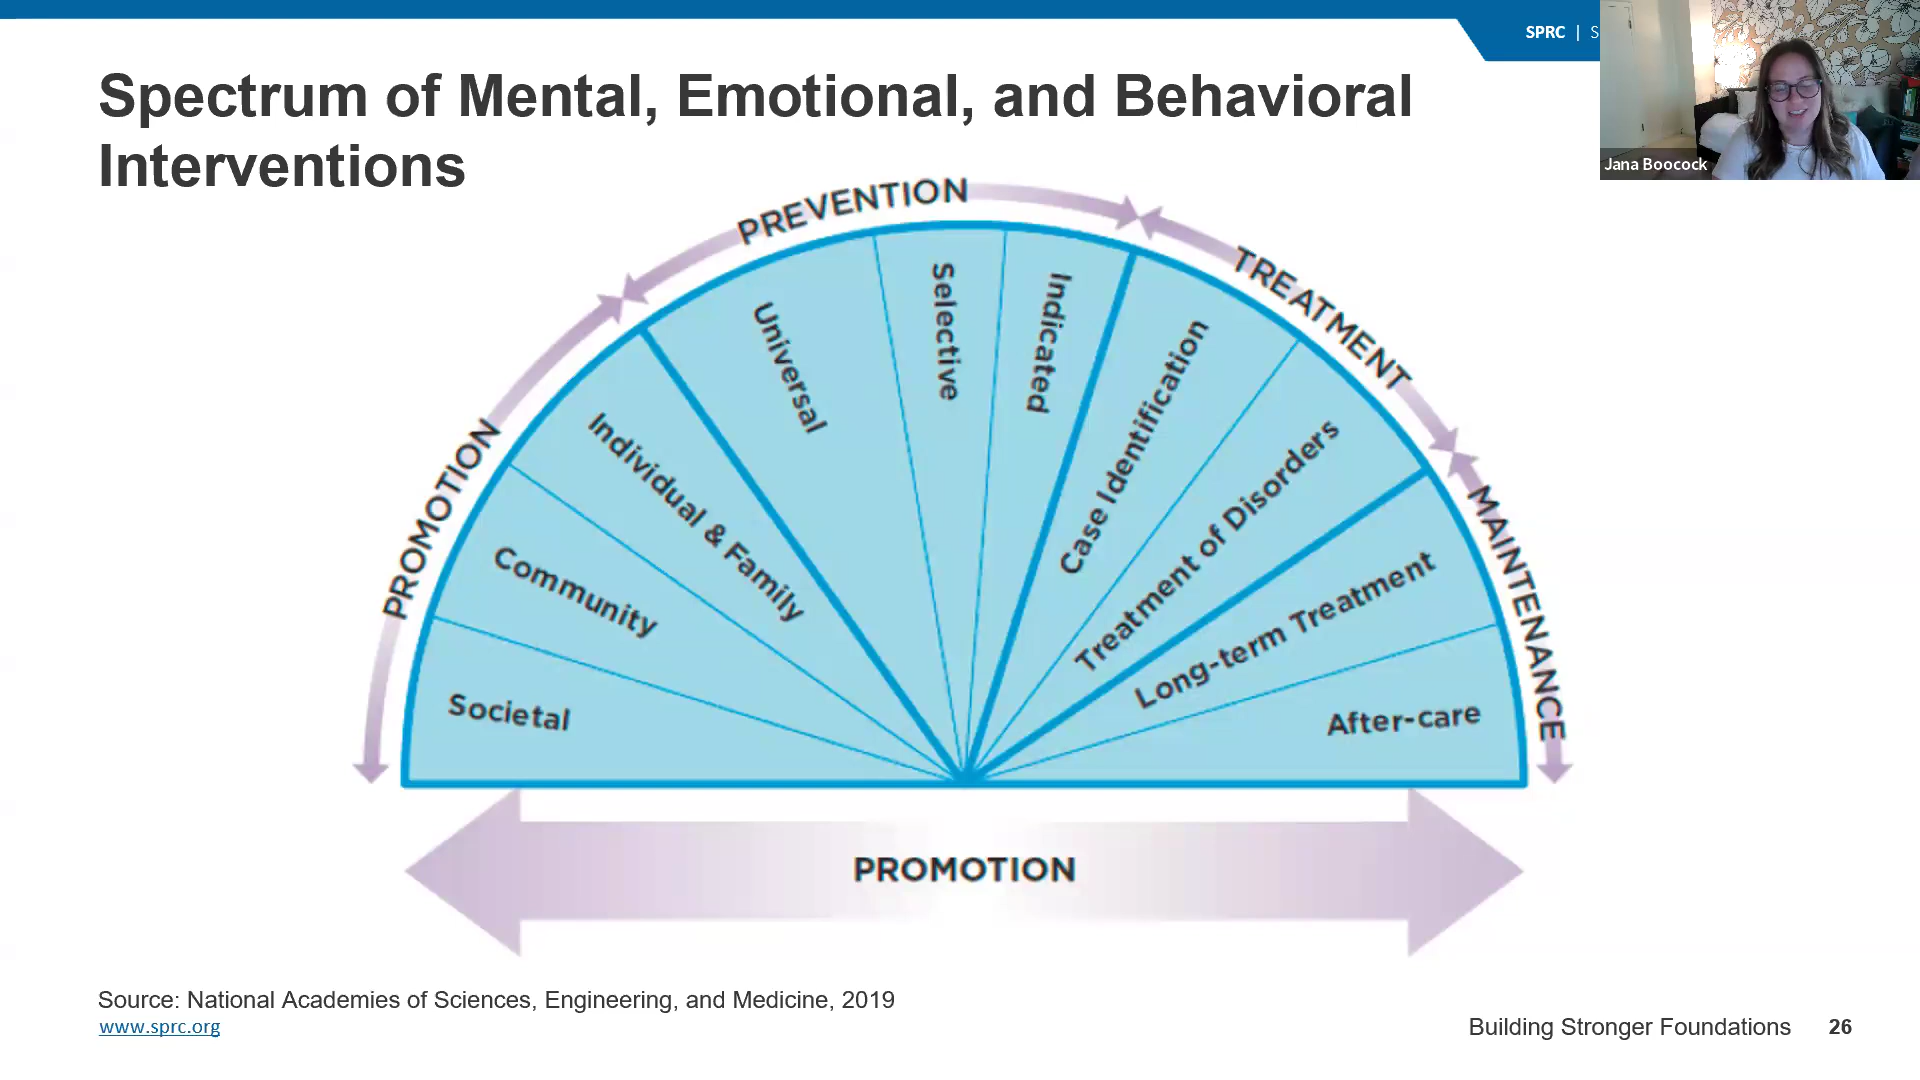 SPRC | S
Jana Boocock
Spectrum of Mental, Emotional, and Behavioral
Interventions
PROMOTION
PREVENTION
TREATMENT
MAINTENANCE
Societal
Community
Individual & Family
Universal
Selective
Indicated
Case Identification
Treatment of Disorders
Long-term Treatment
After-care
PROMOTION
Source: National Academies of Sciences, Engineering, and Medicine, 2019
www.sprc.org
Building Stronger Foundations 26